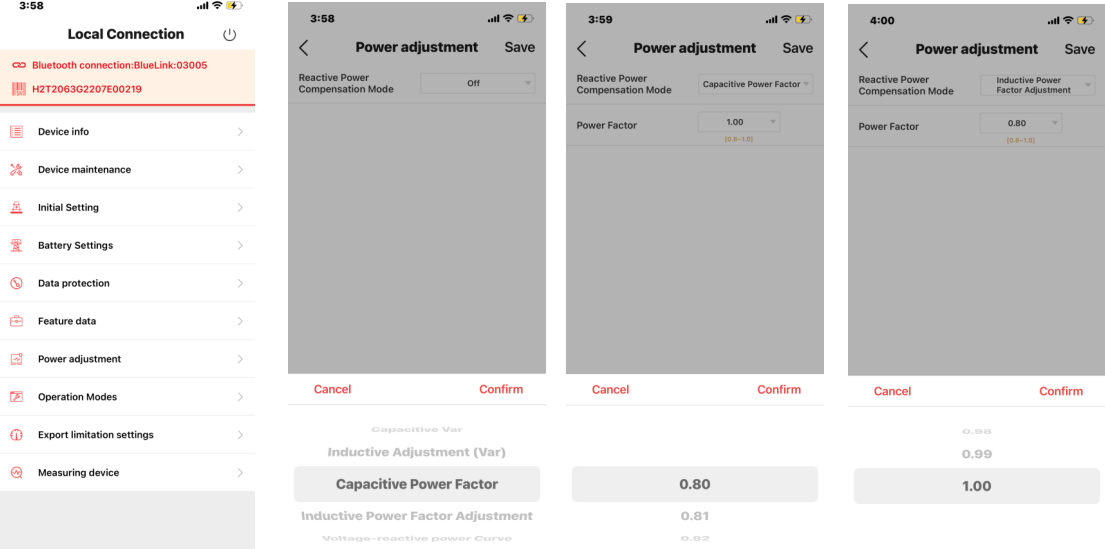 3:58
Local Connection
Bluetooth connection:BlueLink:03005
H2T2063G2207E00219
Device info
Device maintenance
Initial Setting
Battery Settings
Data protection
Feature data
Power adjustment
Operation Modes
Export limitation settings
Measuring device
3:58
Power adjustment Save
Reactive Power
Compensation Mode
Off
Cancel Confirm
Capacitive Var
Inductive Adjustment (Var)
Capacitive Power Factor
Inductive Power Factor Adjustment
Voltage-reactive power Curve
3:59
Power adjustment Save
Reactive Power
Compensation Mode
Capacitive Power Factor
Power Factor
1.00
[0.8~1.0]
Cancel Confirm
0.80
0.81
0.82
4:00
Power adjustment Save
Reactive Power
Compensation Mode
Inductive Power
Factor Adjustment
Power Factor
0.80
[0.8~1.0]
Cancel Confirm
0.98
0.99
1.00